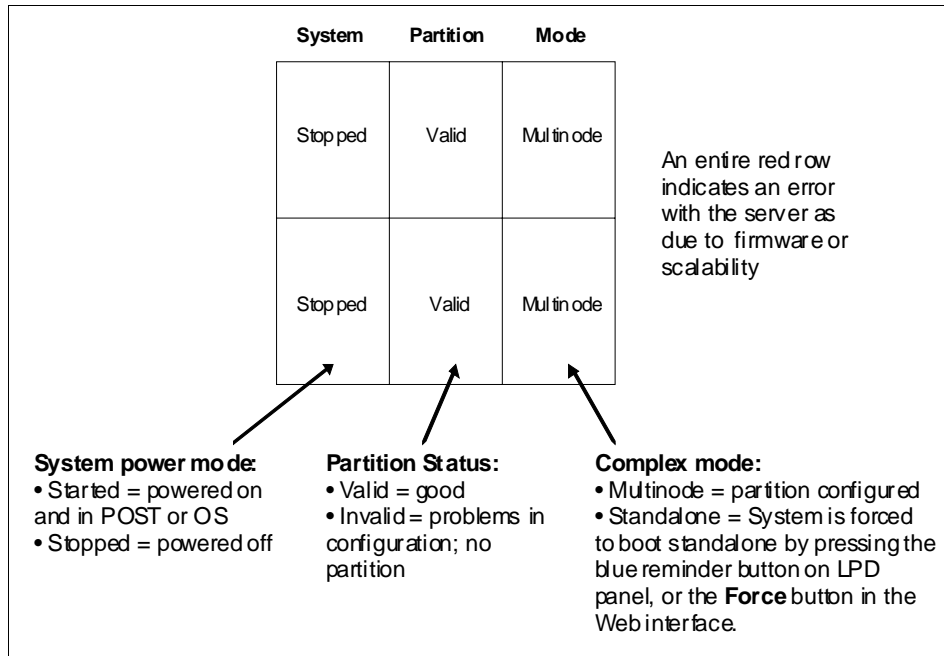 System Partition Mode
Stopped Valid Multinode
An entire red row
indicates an error
with the server as
due to firmware or
scalability
Stopped Valid Multinode
System power mode:
• Started = powered on
and in POST or OS
• Stopped = powered off
Partition Status:
• Valid = good
• Invalid = problems in
configuration; no
partition
Complex mode:
• Multinode = partition configured
• Standalone = System is forced
to boot standalone by pressing the
blue reminder button on LPD
panel, or the Force button in the
Web interface.